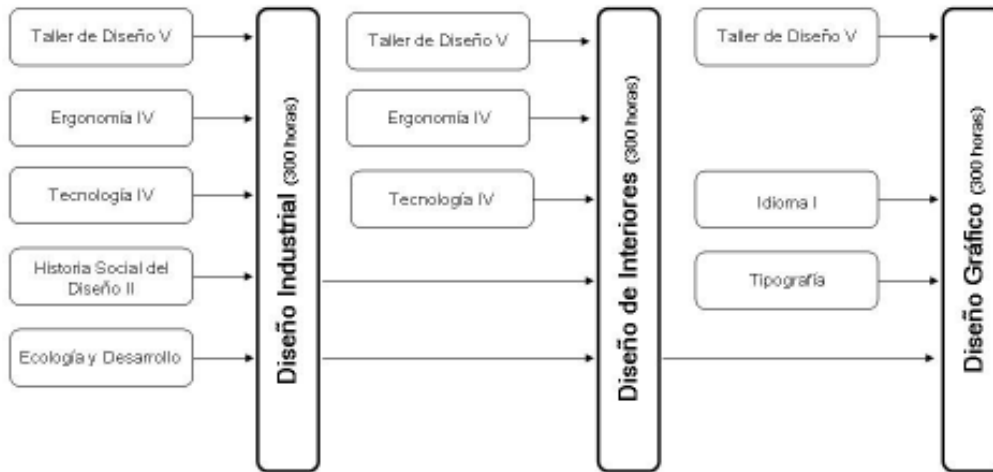 Taller de Diseño V
Ergonomía IV
Tecnología IV
Historia Social del
Diseño II
Ecología y Desarrollo
Diseño Industrial (300 horas)
Taller de Diseño V
Ergonomía IV
Tecnología IV
Diseño de Interiores (300 horas)
Taller de Diseño V
Idioma I
Tipografía
Diseño Gráfico (300 horas)